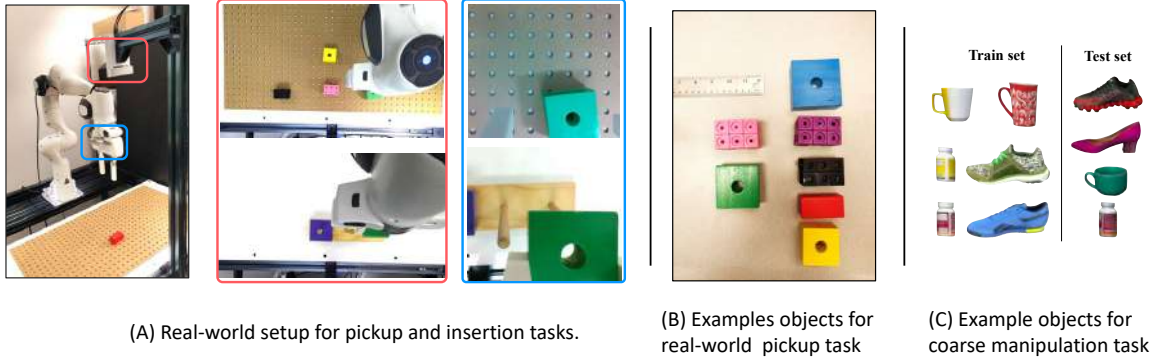 Train set
Test set
(A) Real-world setup for pickup and insertion tasks.
(B) Examples objects for
real-world pickup task
(C) Example objects for
coarse manipulation task